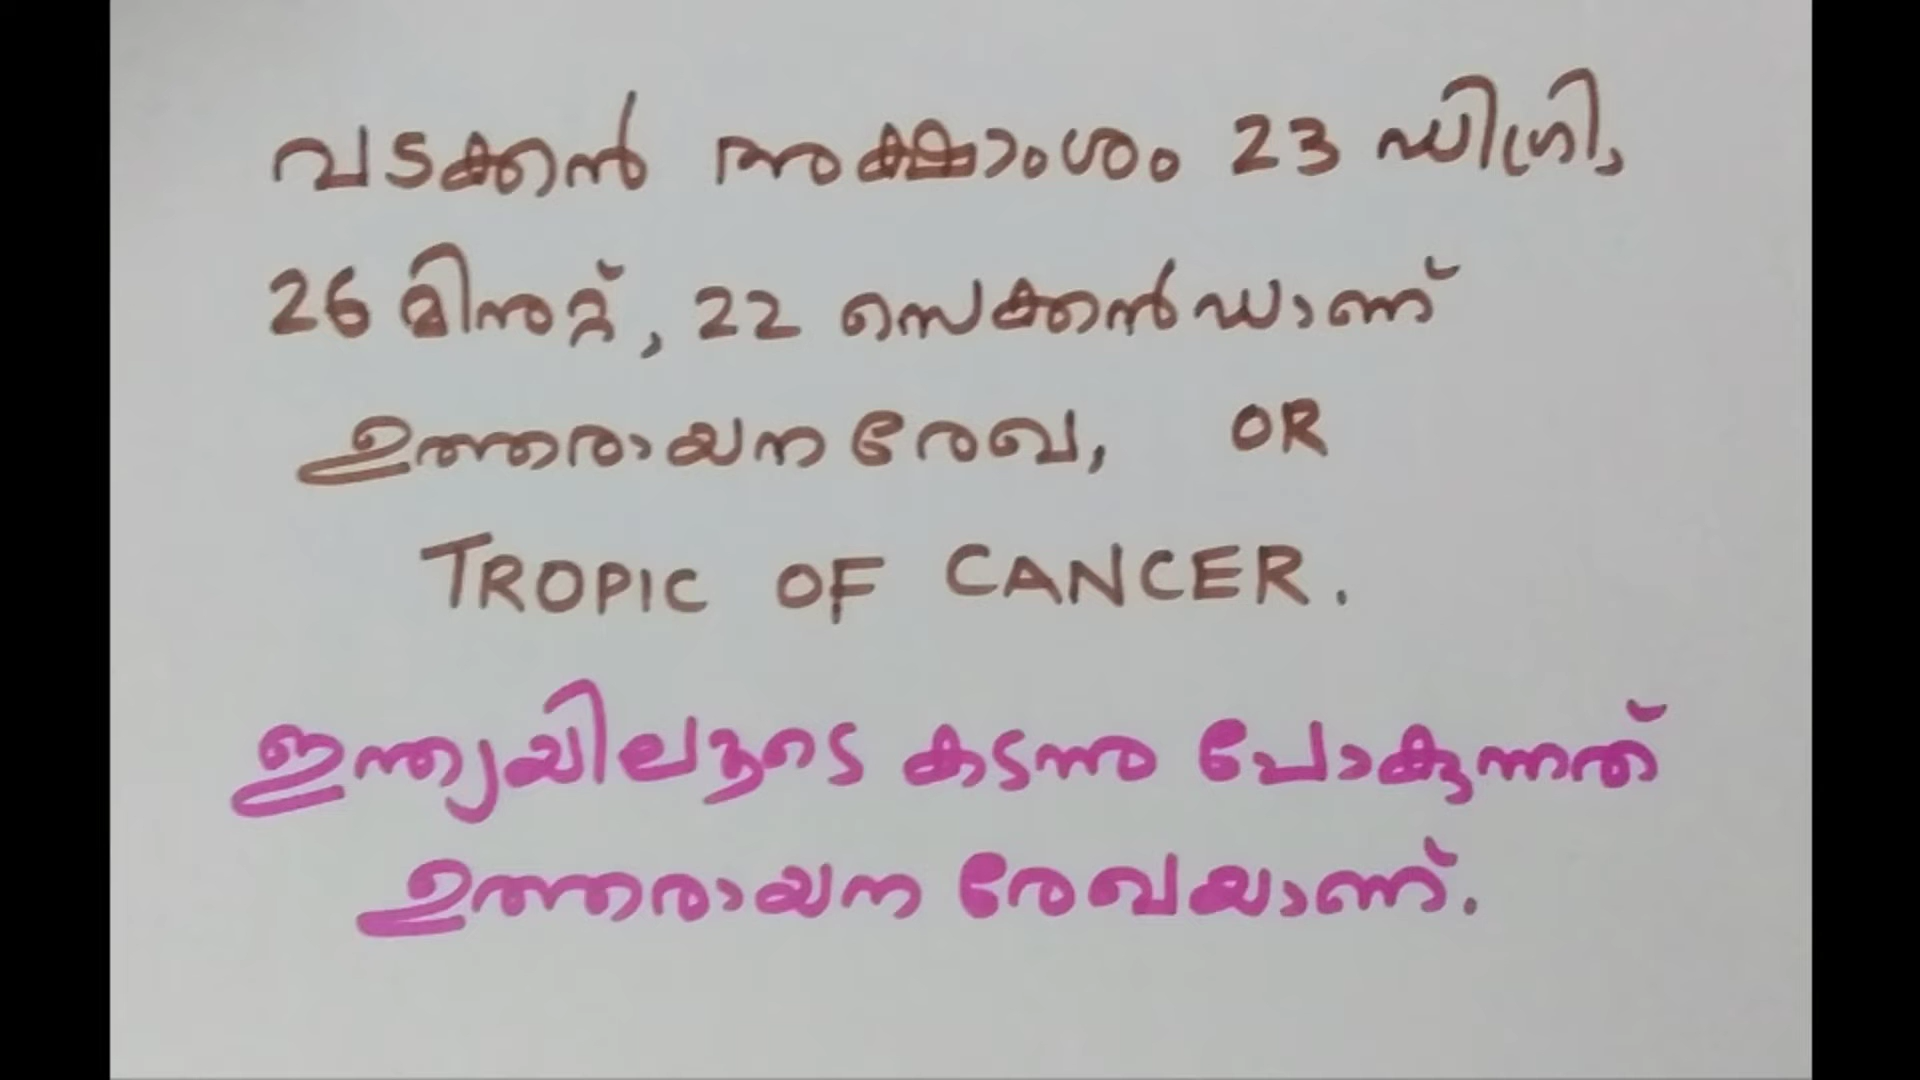 വടക്കൻ അക്ഷാംശം 23 ഡിഗ്രി,
26 മിനുറ്റ്, 22 സെക്കൻഡാണ്
ഉത്തരായന രേഖ, OR
TROPIC OF CANCER.
ഇന്ത്യയിലൂടെ കടന്നു പോകുന്നത്
ഉത്തരായന രേഖയാണ്.